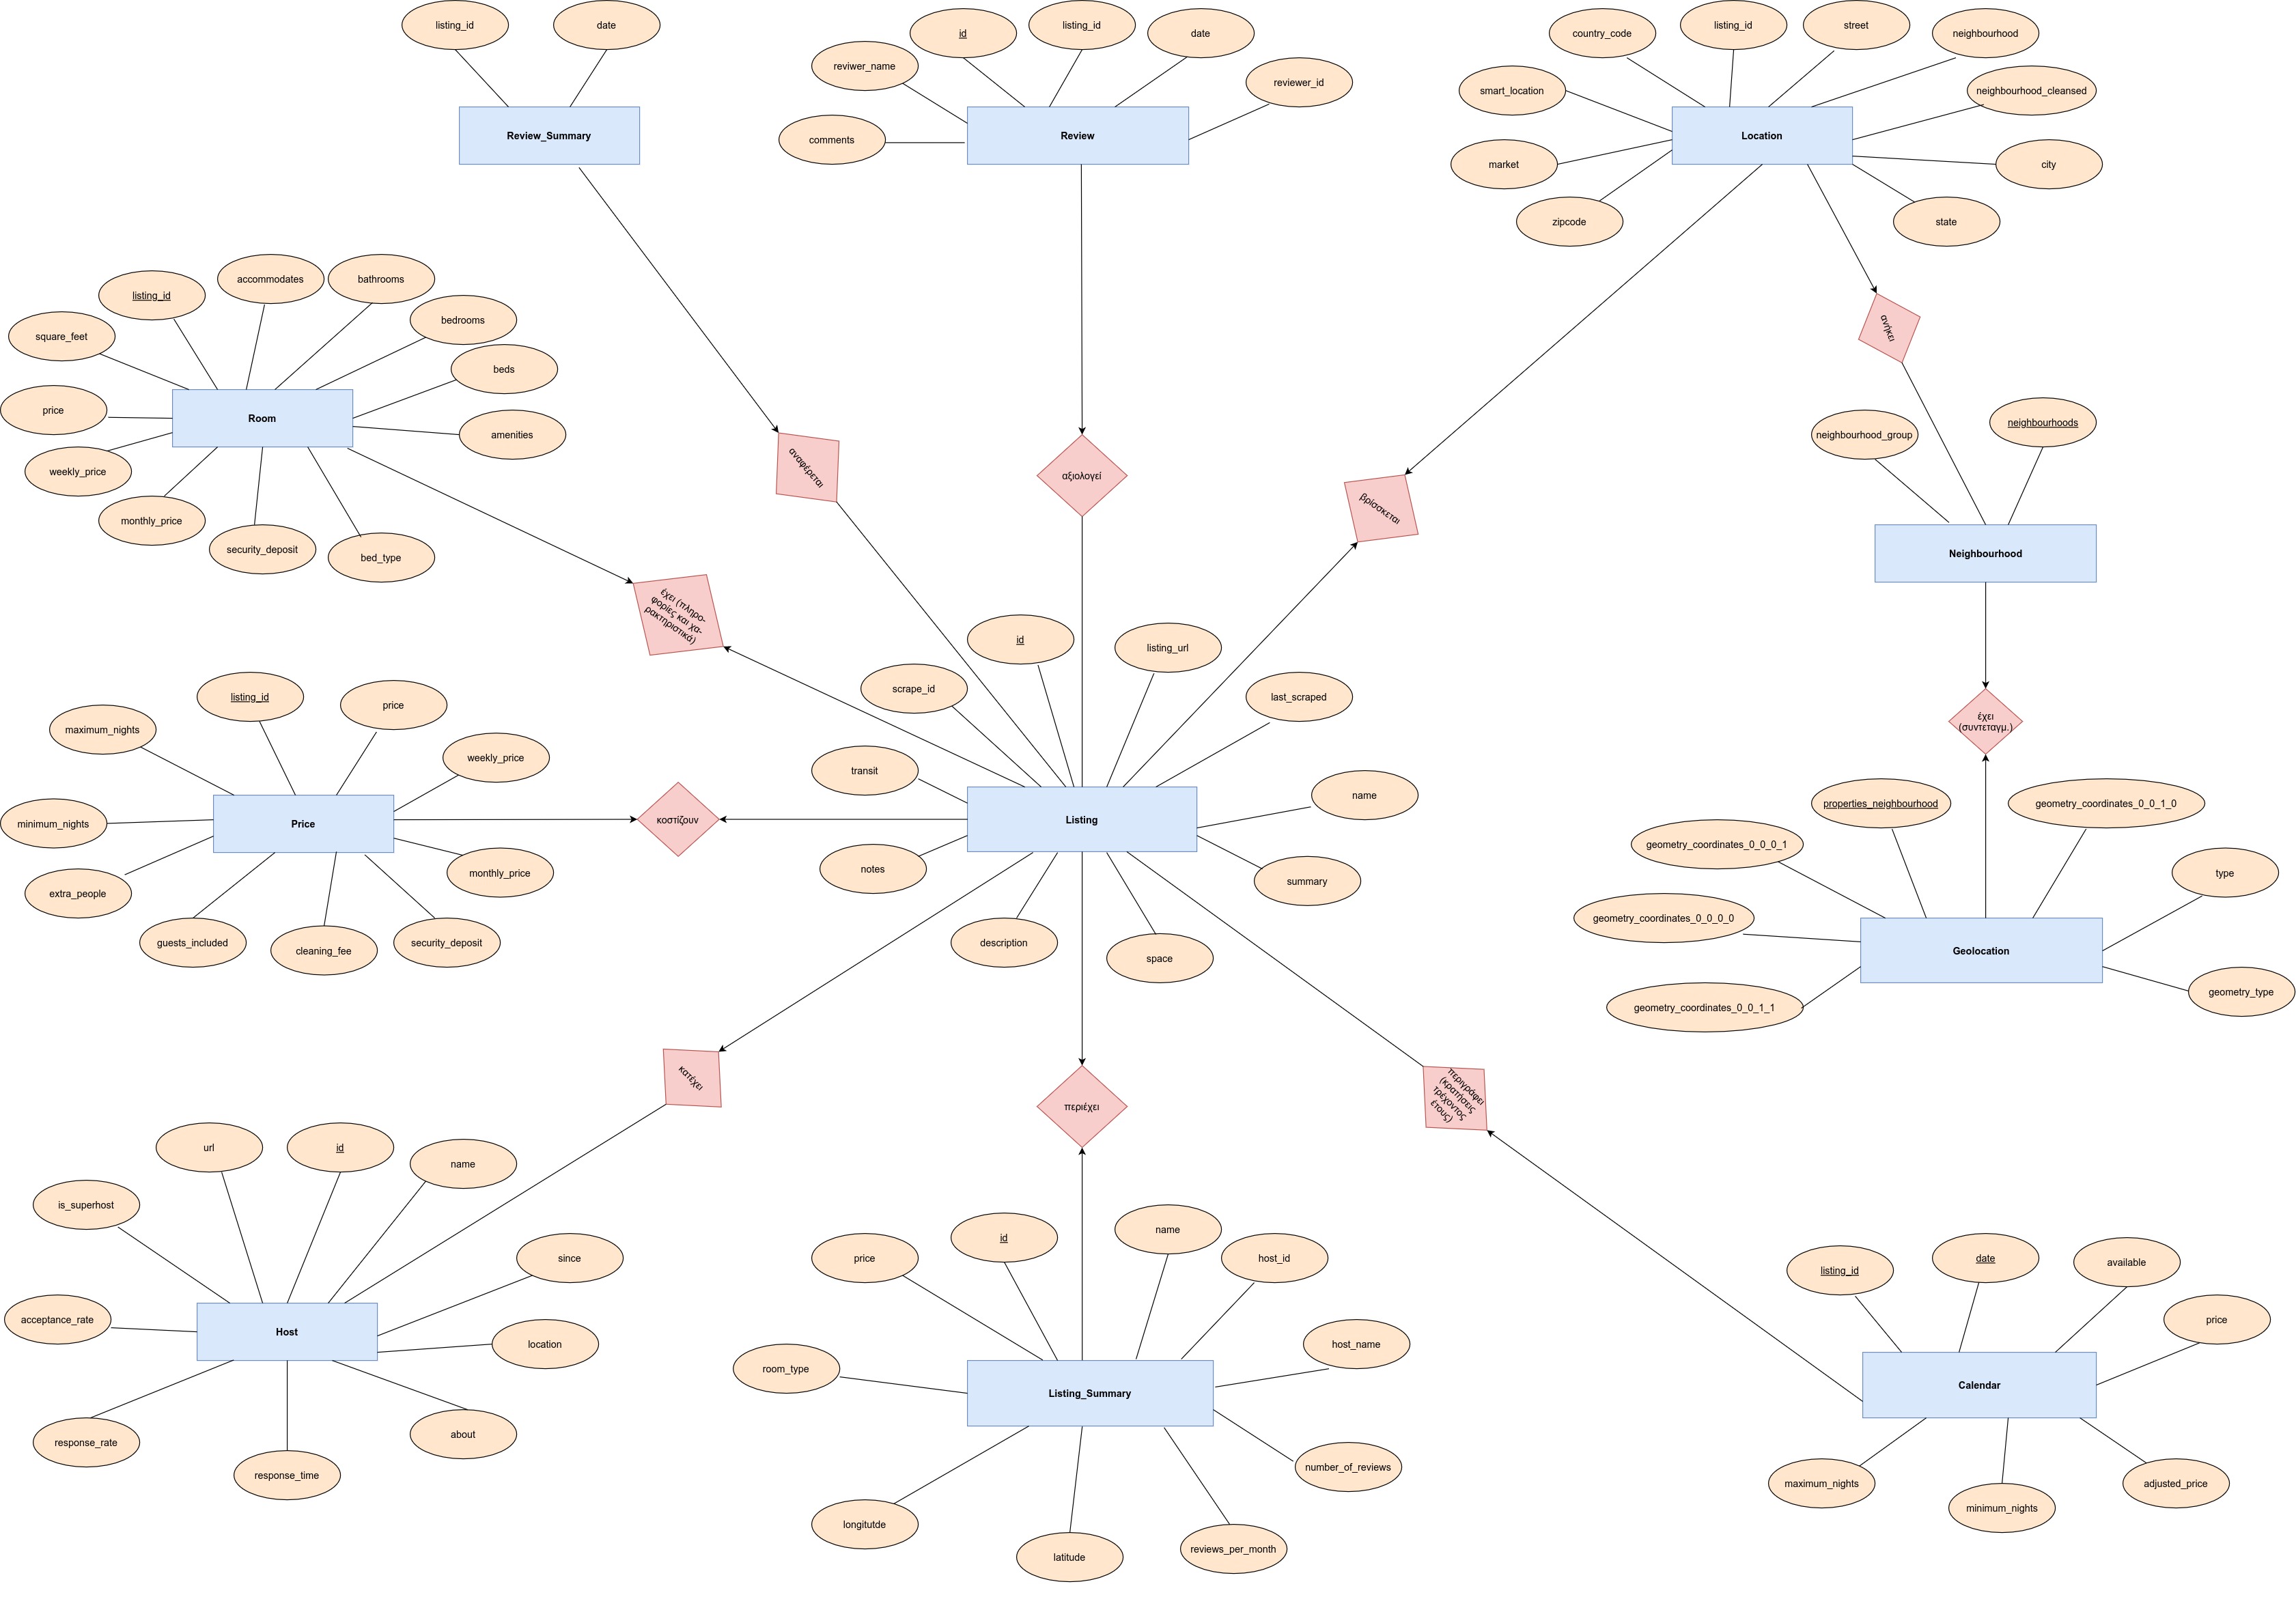 listing_id
date
Review_Summary
id
listing_id
date
reviwer_name
reviewer_id
comments
Review
country_code
listing_id
street
neighbourhood
smart_location
neighbourhood_cleansed
Location
market
city
zipcode
state
ανήκει
listing_id
accommodates
bathrooms
square_feet
bedrooms
beds
price
Room
amenities
weekly_price
monthly_price
security_deposit
bed_type
αναφέρεται
αξιολογεί
βρίσσκεται
neighbourhood_group
neighbourhoods
Neighbourhood
έχει (πληρο-
φορίες και χα-
ρακτηριστικά)
έχει
(συντεταγμ.)
id
listing_url
scrape_id
last_scraped
transit
name
Listing
notes
summary
description
space
listing_id
price
maximum_nights
weekly_price
minimum_nights
Price
κοστίζουν
extra_people
monthly_price
guests_included
cleaning_fee
security_deposit
properties_neighbourhood
geometry_coordinates_0_0_1_0
geometry_coordinates_0_0_0_1
type
geometry_coordinates_0_0_0_0
Geolocation
geometry_coordinates_0_0_1_1
geometry_type
κατέχει
περιέχει
περιγράφει
(κρατήσεις
τρέχοντος
έτους)
url
id
name
is_superhost
since
acceptance_rate
Host
location
response_rate
about
response_time
id
name
price
host_id
host_name
room_type
Listing_Summary
number_of_reviews
longitutde
latitude
reviews_per_month
listing_id
date
available
price
Calendar
maximum_nights
minimum_nights
adjusted_price